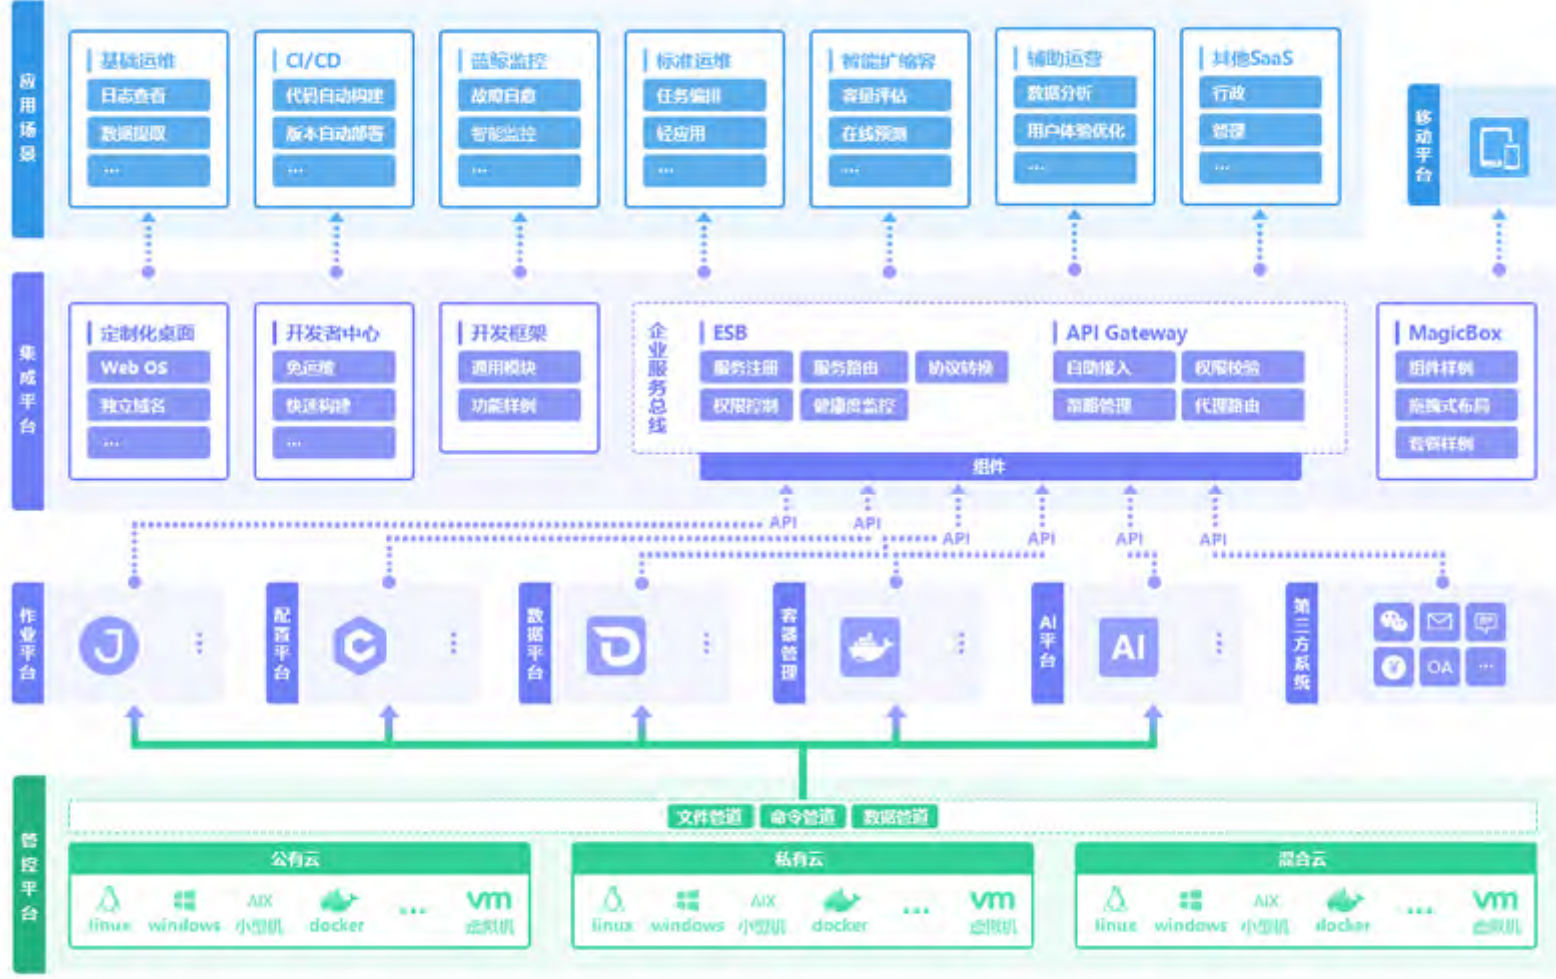 应用场景
基础运维
日志查看
数据提取
...
CI/CD
代码自动构建
版本自动部署
...
蓝鲸监控
故障自愈
智能监控
...
标准运维
任务编排
轻应用
...
智能扩缩容
容量评估
在线预测
...
辅助运营
数据分析
用户体验优化
...
其他SaaS
行政
管理
...
移动平台
集成平台
定制化桌面
Web OS
独立域名
...
开发者中心
免运维
快速构建
...
开发框架
通用模块
功能样例
企业服务总线
ESB
服务注册
服务路由
协议转换
权限控制
健康度监控
API Gateway
自助接入
权限校验
策略管理
代理路由
组件
MagicBox
组件样例
拖拽式布局
套餐样例
API
API
API
API
API
API
作业平台
J
配置平台
C
数据平台
D
容器管理
AI平台
AI
第三方系统
¥
OA
...
管控平台
文件管道
命令管道
数据管道
公有云
linux
windows
AIX
小型机
docker
...
vm
虚拟机
私有云
linux
windows
AIX
小型机
docker
...
vm
虚拟机
混合云
linux
windows
AIX
小型机
docker
...
vm
虚拟机